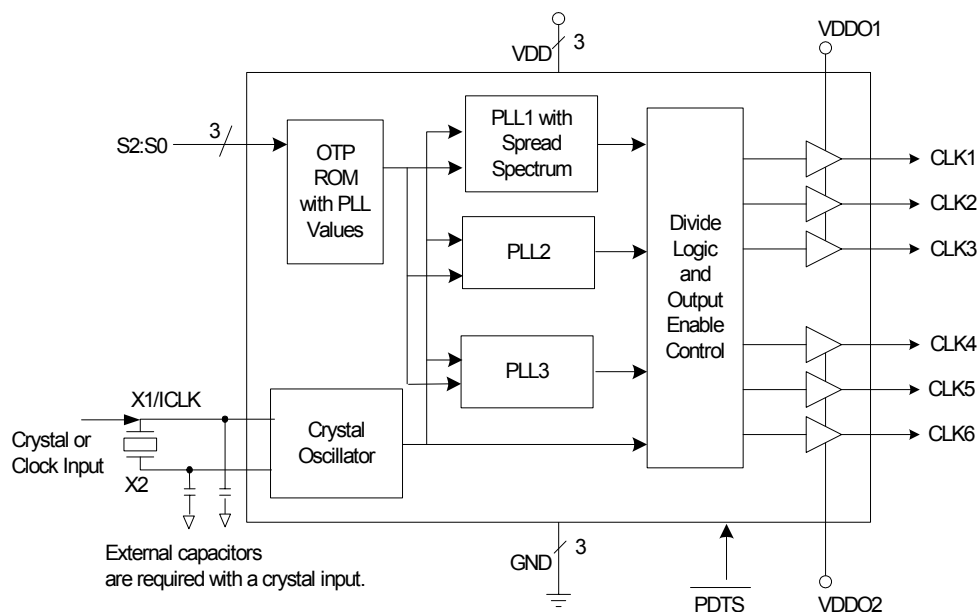 VDD
3
VDDO1
S2:S0
3
OTP
ROM
with PLL
Values
PLL1 with
Spread
Spectrum
PLL2
PLL3
Divide
Logic
and
Output
Enable
Control
CLK1
CLK2
CLK3
CLK4
CLK5
CLK6
X1/ICLK
Crystal or
Clock Input
X2
Crystal
Oscillator
External capacitors
are required with a crystal input.
GND
3
PDTS
VDDO2